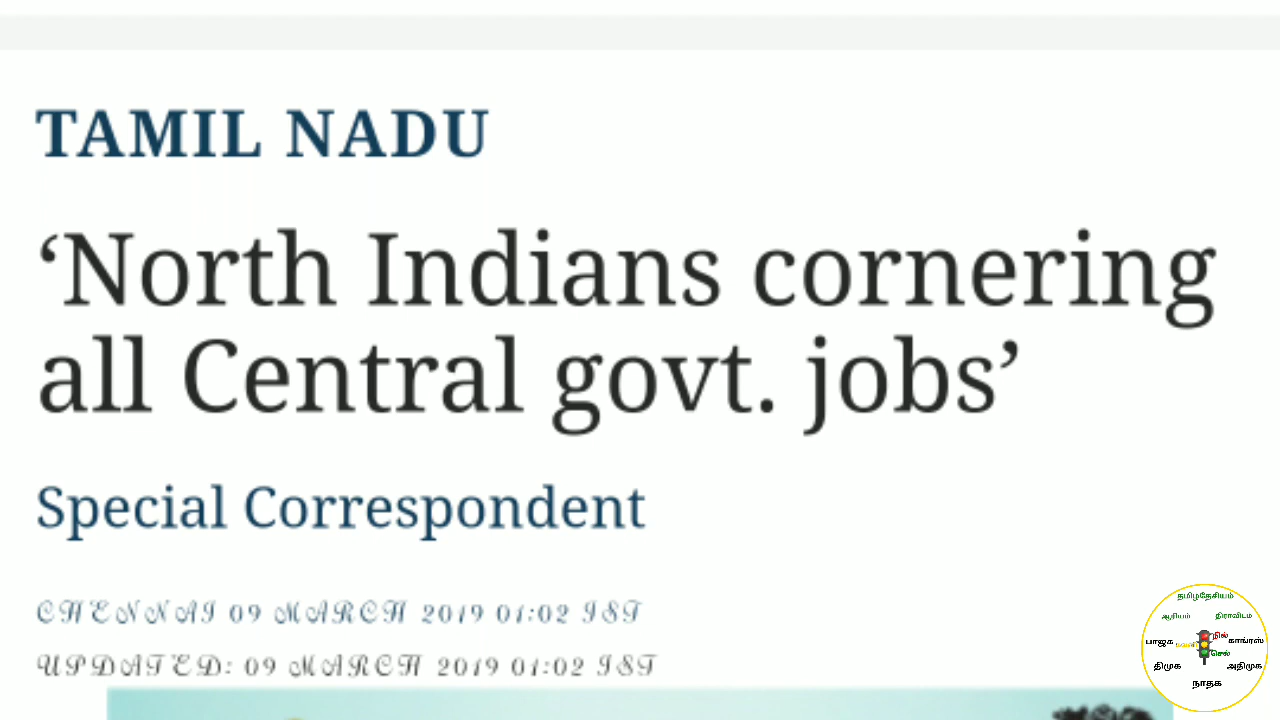 TAMIL NADU
‘North Indians cornering
all Central govt. jobs’
Special Correspondent
CHENNAI 09 MARCH 2019 01:02 IST
UPDATED: 09 MARCH 2019 01:02 IST
தமிழ்தேசியம்
ஆரியம் திராவிடம்
நில்
பாஜக கவனி காங்ரஸ்
செல்
திமுக அதிமுக
நாதக